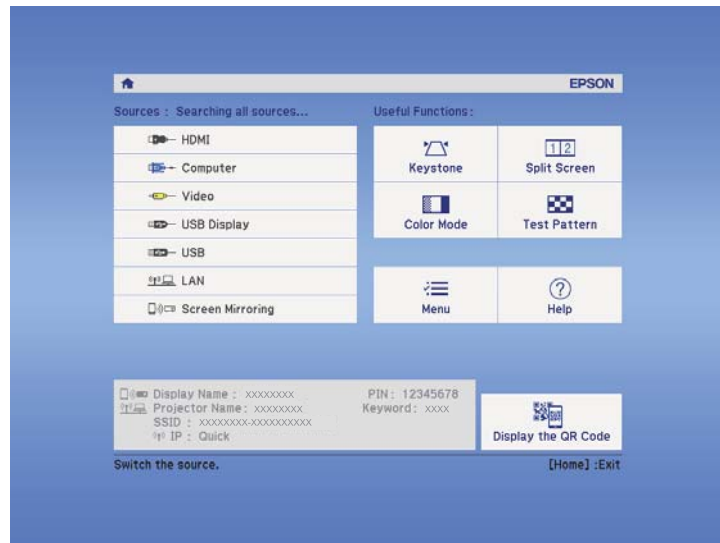 EPSON
Sources : Searching all sources...
HDMI
Computer
Video
USB Display
USB
LAN
Screen Mirroring
Useful Functions :
Keystone
Split Screen
Color Mode
Test Pattern
Menu
Help
Display Name : xxxxxxxx
PIN : 12345678
Projector Name : xxxxxxxx
Keyword : xxxx
SSID : xxxxxxxx-xxxxxxxxxx
IP : Quick
Display the QR Code
Switch the source.
[Home] :Exit